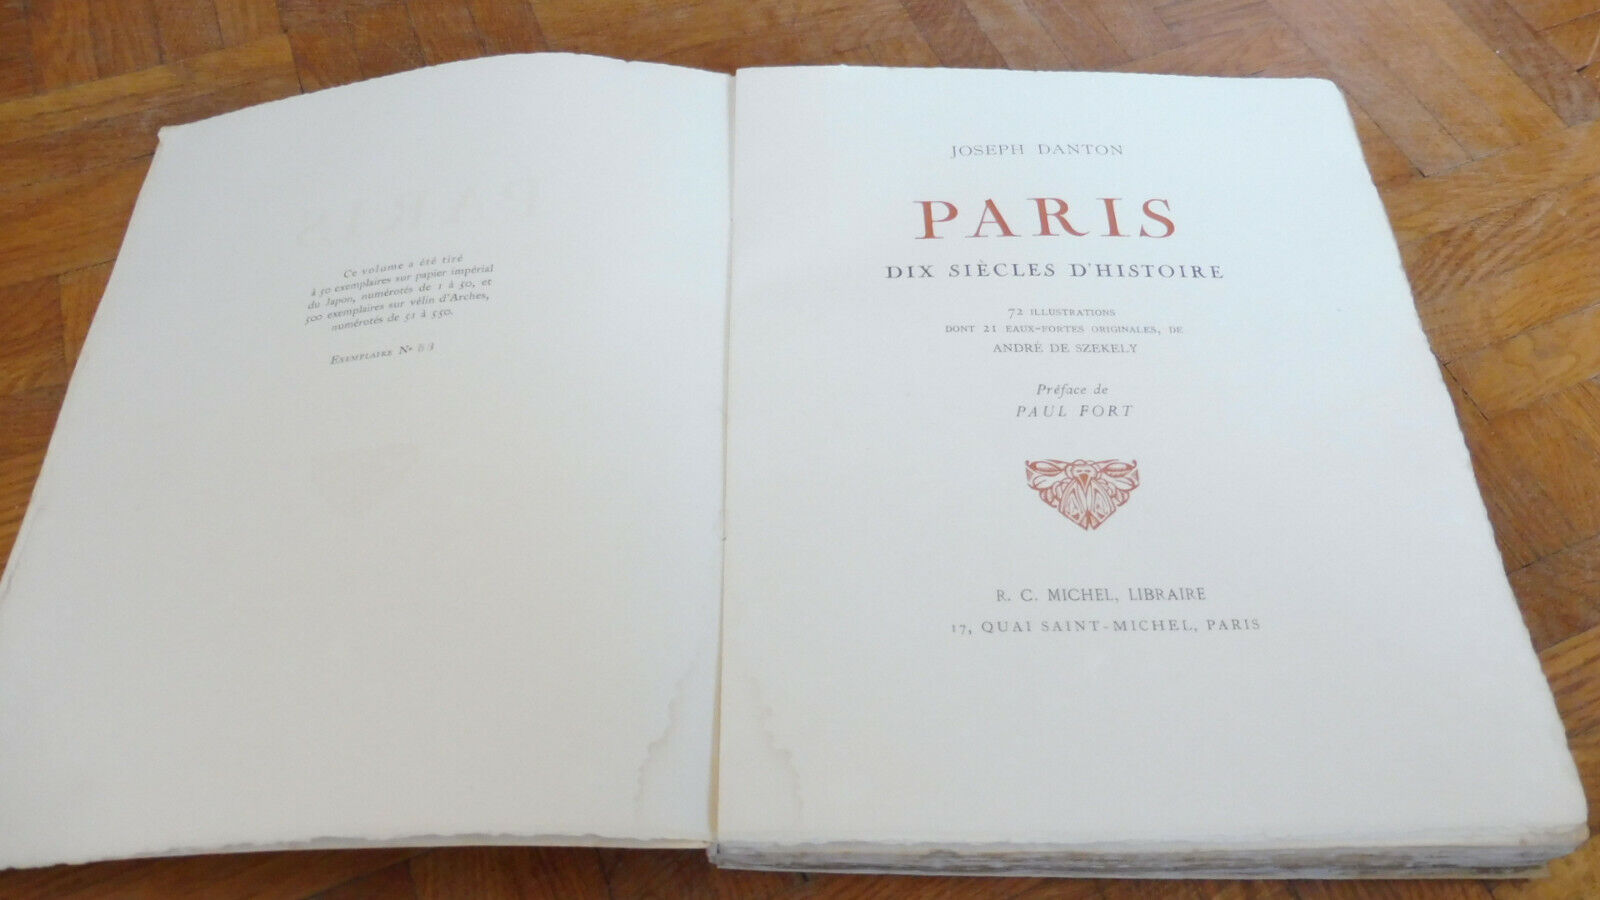 Ce volume a été tiré
à 50 exemplaires sur papier impérial
du Japon, numérotés de 1 à 50, et
500 exemplaires sur vélin d'Arches,
numérotés de 51 à 550.
EXEMPLAIRE N°
JOSEPH DANTON
PARIS
DIX SIÈCLES D'HISTOIRE
72 ILLUSTRATIONS
DONT 21 EAUX-FORTES ORIGINALES, DE
ANDRÉ DE SZEKELY
Préface de
PAUL FORT
R. C. MICHEL, LIBRAIRE
17, QUAI SAINT-MICHEL, PARIS